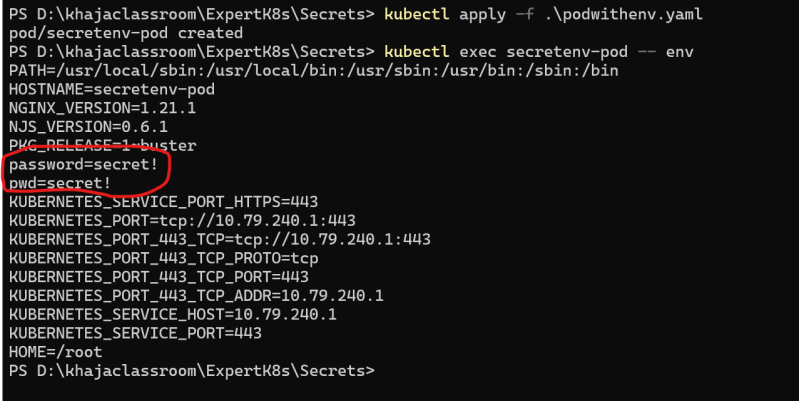 PS D:\khajaclassroom\ExpertK8s\Secrets> kubectl apply -f .\podwithenv.yaml
pod/secretenv-pod created
PS D:\khajaclassroom\ExpertK8s\Secrets> kubectl exec secretenv-pod -- env
PATH=/usr/local/sbin:/usr/local/bin:/usr/sbin:/usr/bin:/sbin:/bin
HOSTNAME=secretenv-pod
NGINX_VERSION=1.21.1
NJS_VERSION=0.6.1
PKG_RELEASE=1~buster
password=secret!
pwd=secret!
KUBERNETES_SERVICE_PORT_HTTPS=443
KUBERNETES_PORT=tcp://10.79.240.1:443
KUBERNETES_PORT_443_TCP=tcp://10.79.240.1:443
KUBERNETES_PORT_443_TCP_PROTO=tcp
KUBERNETES_PORT_443_TCP_PORT=443
KUBERNETES_PORT_443_TCP_ADDR=10.79.240.1
KUBERNETES_SERVICE_HOST=10.79.240.1
KUBERNETES_SERVICE_PORT=443
HOME=/root
PS D:\khajaclassroom\ExpertK8s\Secrets>